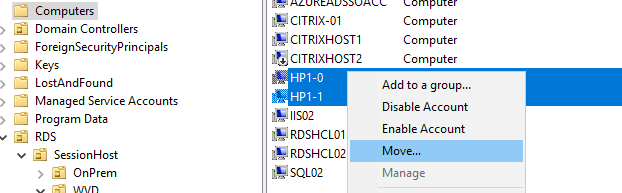 Computers
Domain Controllers
ForeignSecurityPrincipals
Keys
LostAndFound
Managed Service Accounts
Program Data
RDS
SessionHost
OnPrem
WVD
AZUREADSSOACC Computer
CITRIX-01 Computer
CITRIXHOST1 Computer
CITRIXHOST2 Computer
HP1-0
HP1-1
IIS02
RDSHCL01
RDSHCL02
SQL02
Add to a group...
Disable Account
Enable Account
Move...
Manage